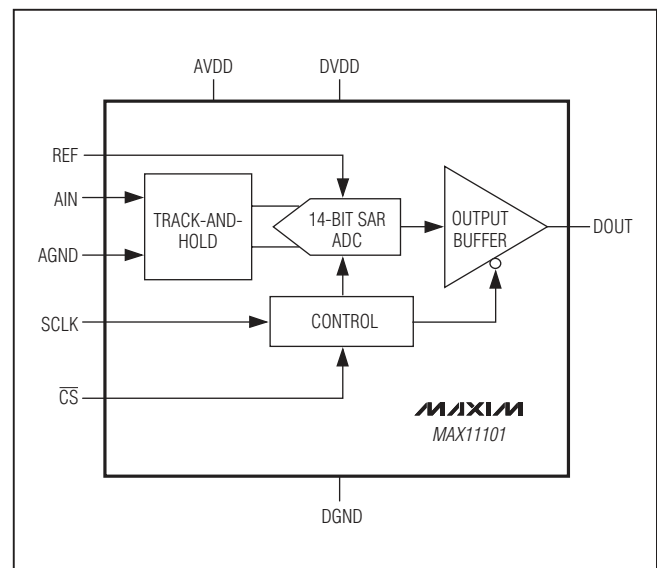 AVDD
DVDD
REF
AIN
AGND
TRACK-AND-
HOLD
14-BIT SAR
ADC
OUTPUT
BUFFER
DOUT
SCLK
CONTROL
C̅S̅
MAXIM
MAX11101
DGND